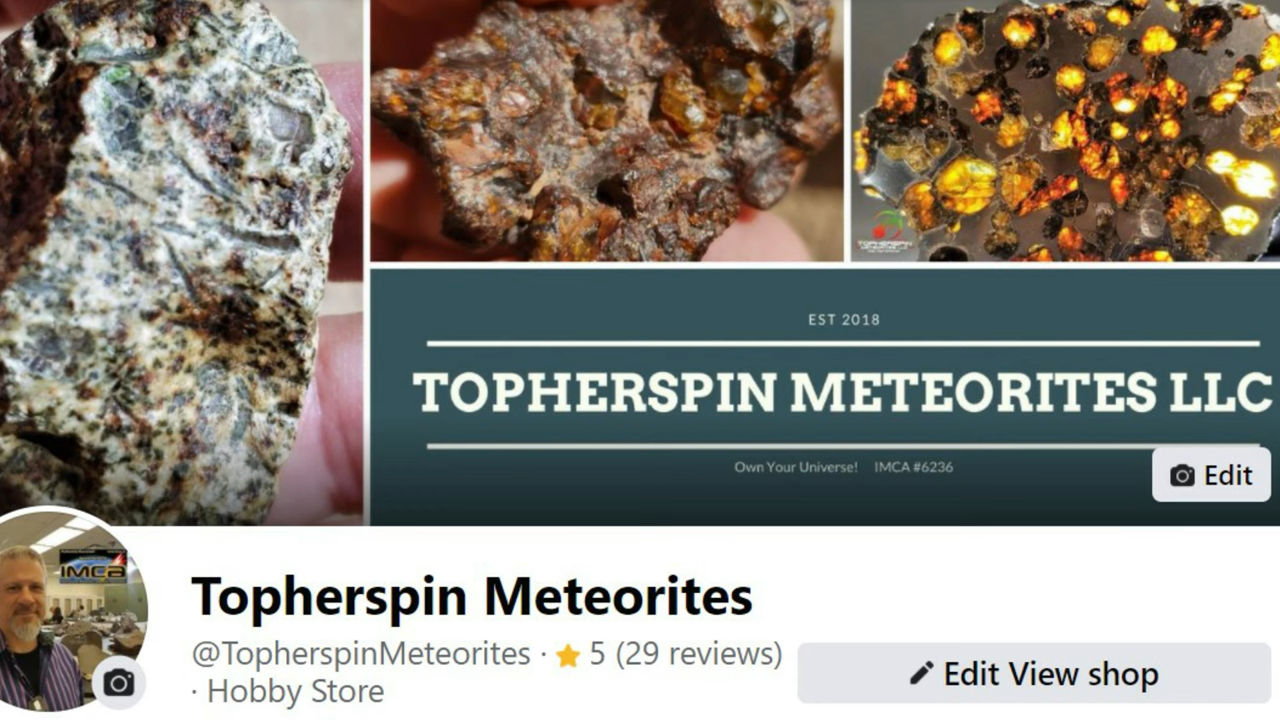 EST 2018
TOPHERSPIN METEORITES LLC
Own Your Universe! IMCA #6236
Edit
IMCA
Topherspin Meteorites
@TopherspinMeteorites · 5 (29 reviews)
· Hobby Store
Edit View shop